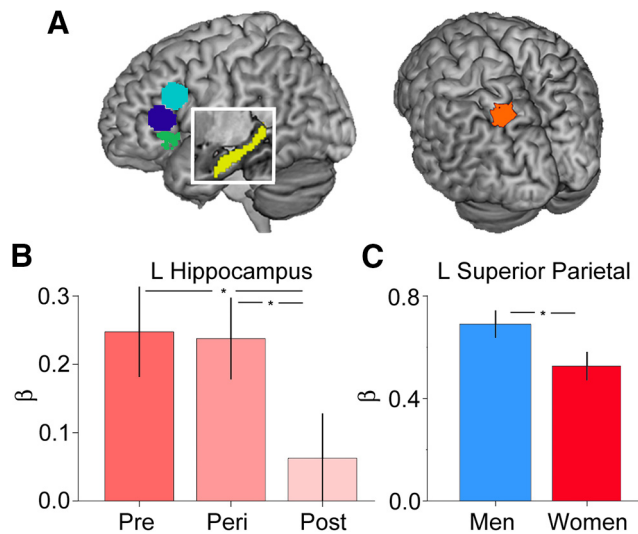 A
B
L Hippocampus
*
*
0.3
0.2
0.1
0.0
β
Pre Peri Post
C
L Superior Parietal
*
0.8
0.4
0.0
β
Men Women